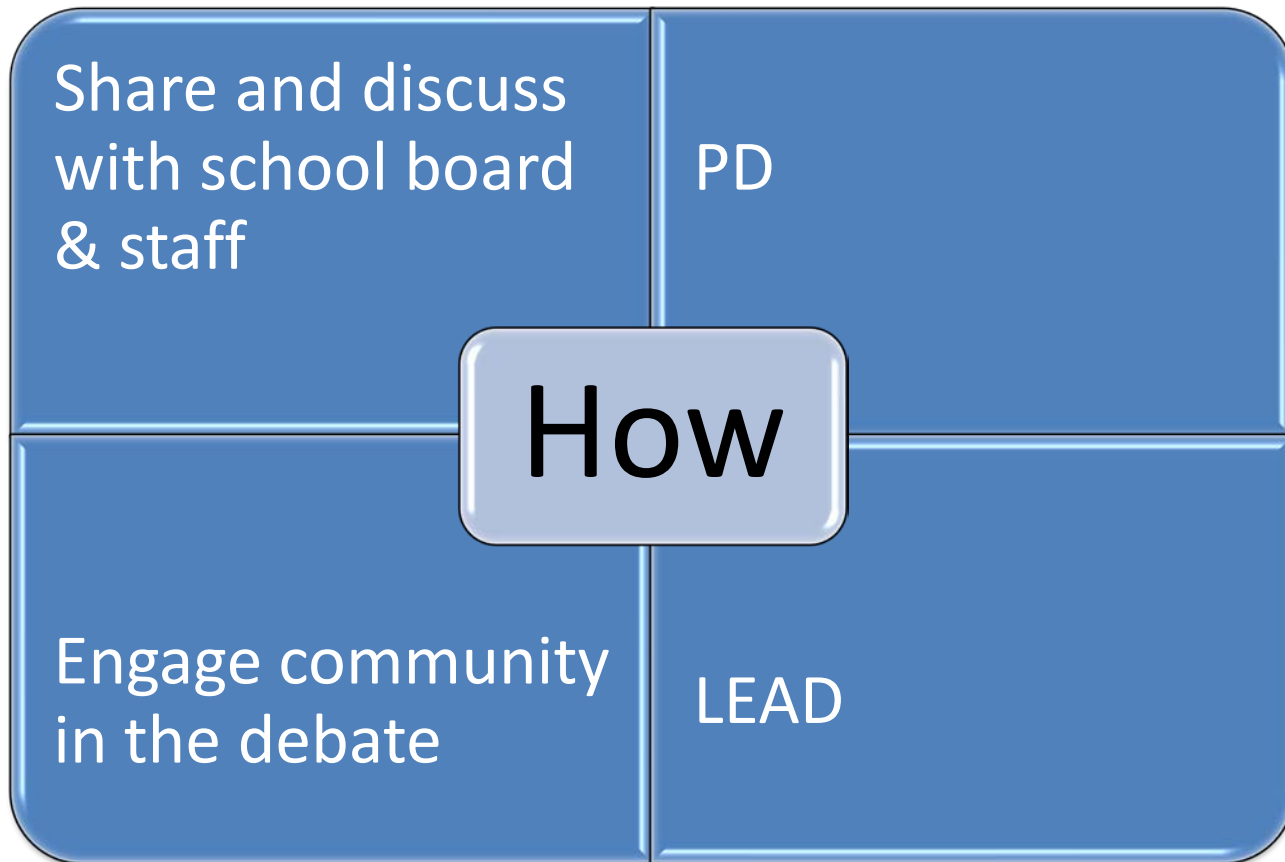 Share and discuss
with school board
& staff
PD
How
Engage community
in the debate
LEAD